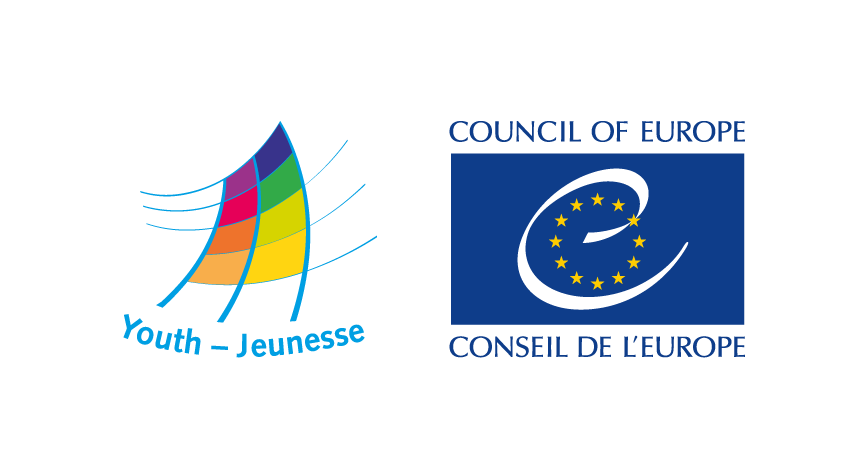 Youth – Jeunesse
COUNCIL OF EUROPE
CONSEIL DE L'EUROPE